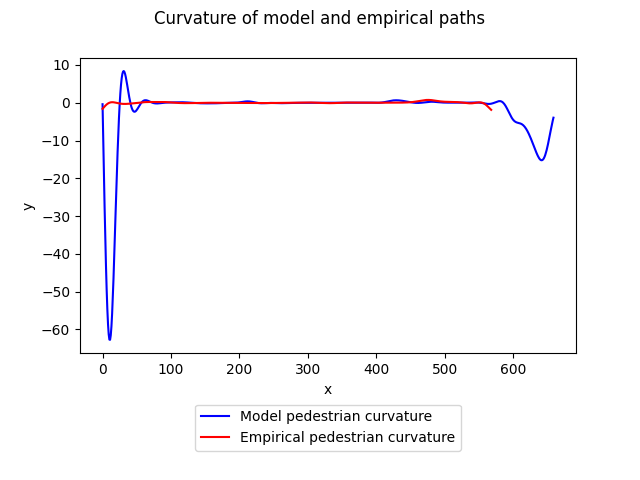 Curvature of model and empirical paths
10
0
−10
−20
−30
−40
−50
−60
y
0 100 200 300 400 500 600
x
Model pedestrian curvature
Empirical pedestrian curvature